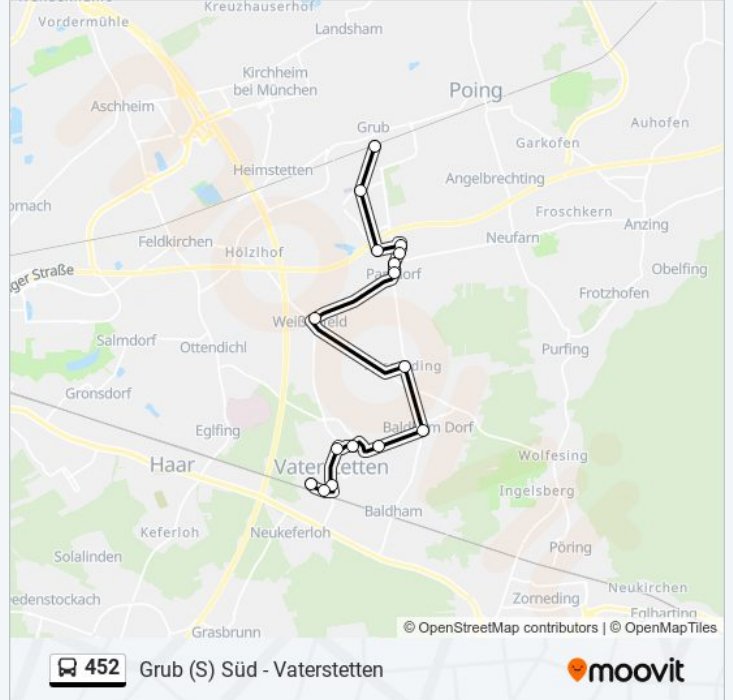 Kreuzhauserhof
Vordermühle
Landsham
Kirchheim
bei München
Poing
Aschheim
Grub
Auhofen
Garkofen
Heimstetten
Angelbrechting
Froschkern
Anzing
Feldkirchen
Neufarn
Hölzlhof
Obelfing
Frotzhofen
Salmdorf
Ottendichl
Purfing
Gronsdorf
Baldham Dorf
Eglfing
Wolfesing
Haar
Vaterstetten
Ingelsberg
Baldham
Keferloh
Neukeferloh
Pöring
Solalinden
Neukirchen
Zorneding
Grasbrunn
© OpenStreetMap contributors | © OpenMapTiles
452 Grub (S) Süd - Vaterstetten
moovit